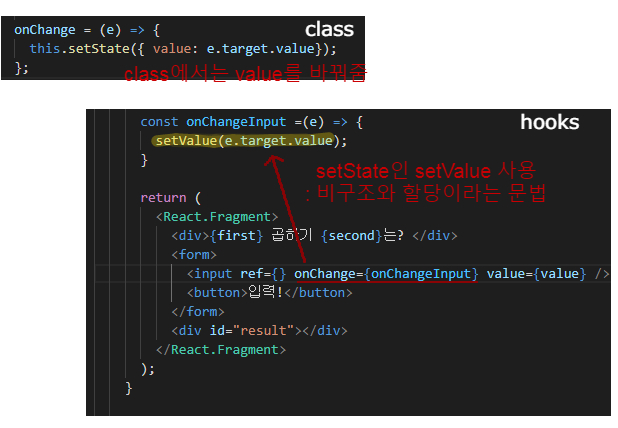 class
onChange = (e) => {
this.setState({ value: e.target.value});
};
class에서는 value를 바꿔줌
hooks
const onChangeInput =(e) => {
setValue(e.target.value);
}
setState인 setValue 사용
: 비구조와 할당이라는 문법
return (
<React.Fragment>
<div>{first} 곱하기 {second}는? </div>
<form>
<input ref={} onChange={onChangeInput} value={value} />
<button>입력!</button>
</form>
<div id="result"></div>
</React.Fragment>
);
}